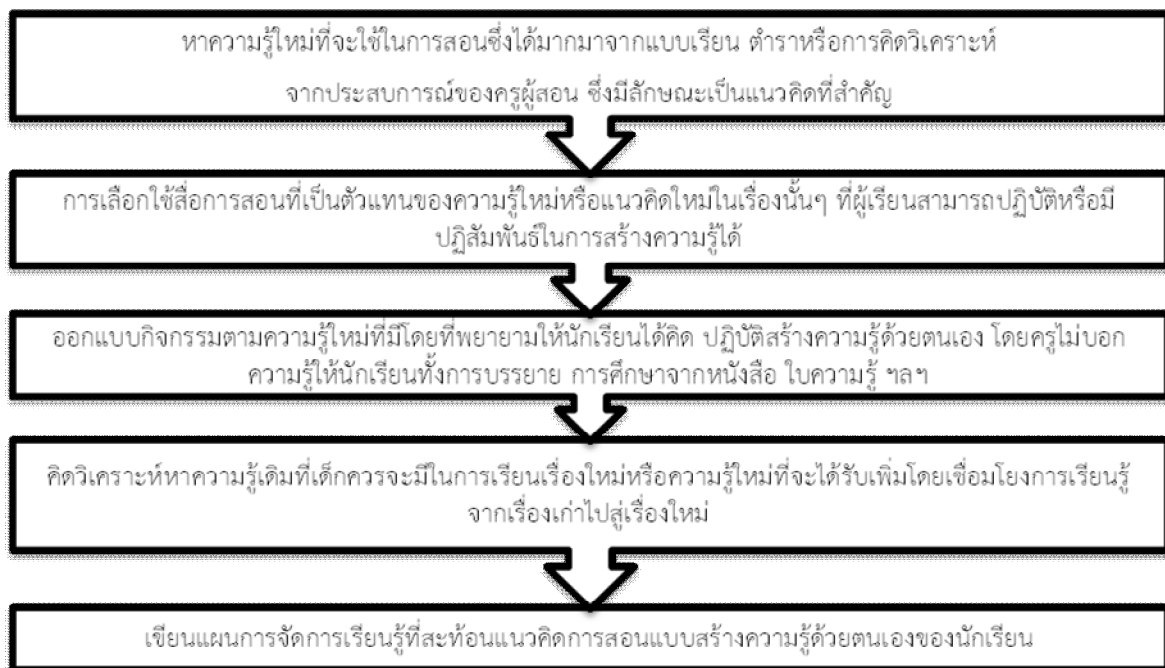 หาความรู้ใหม่ที่จะใช้ในการสอนซึ่งได้มากมาจากแบบเรียน ตำราหรือการคิดวิเคราะห์
จากประสบการณ์ของครูผู้สอน ซึ่งมีลักษณะเป็นแนวคิดที่สำคัญ
การเลือกใช้สื่อการสอนที่เป็นตัวแทนของความรู้ใหม่หรือแนวคิดใหม่ในเรื่องนั้นๆ ที่ผู้เรียนสามารถปฏิบัติหรือมี
ปฏิสัมพันธ์ในการสร้างความรู้ได้
ออกแบบกิจกรรมตามความรู้ใหม่ที่มีโดยที่พยายามให้นักเรียนได้คิด ปฏิบัติสร้างความรู้ด้วยตนเอง โดยครูไม่บอก
ความรู้ให้นักเรียนทั้งการบรรยาย การศึกษาจากหนังสือ ใบความรู้ ฯลฯ
คิดวิเคราะห์หาความรู้เดิมที่เด็กควรจะมีในการเรียนเรื่องใหม่หรือความรู้ใหม่ที่จะได้รับเพิ่มโดยเชื่อมโยงการเรียนรู้
จากเรื่องเก่าไปสู่เรื่องใหม่
เขียนแผนการจัดการเรียนรู้ที่สะท้อนแนวคิดการสอนแบบสร้างความรู้ด้วยตนเองของนักเรียน